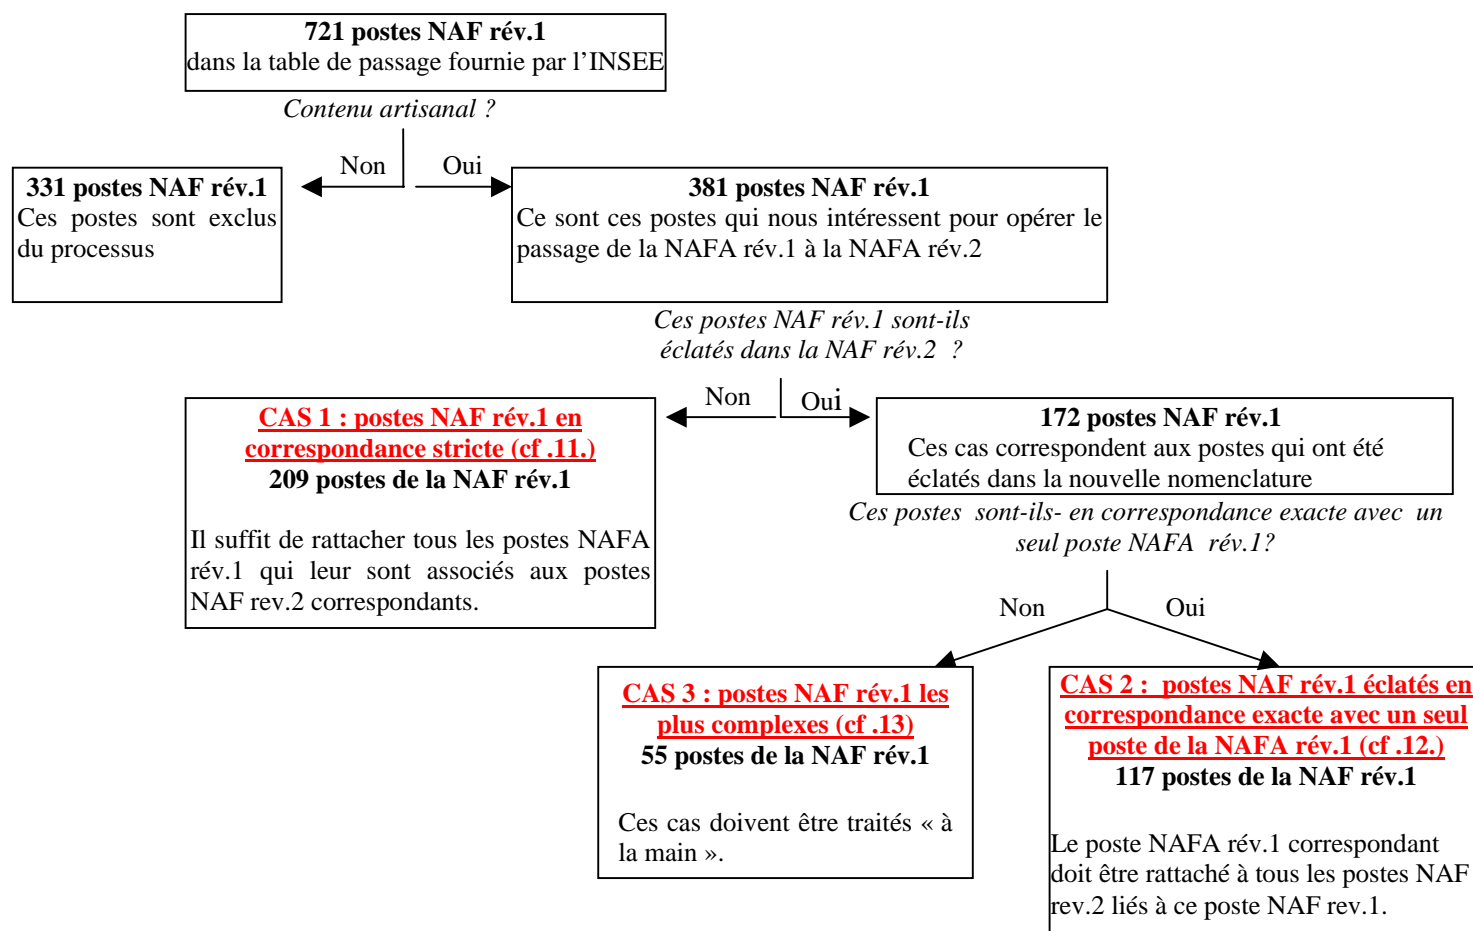 721 postes NAF rév.1
dans la table de passage fournie par l'INSEE
Contenu artisanal ?
Non
Oui
331 postes NAF rév.1
Ces postes sont exclus
du processus
381 postes NAF rév.1
Ce sont ces postes qui nous intéressent pour opérer le
passage de la NAFA rév.1 à la NAFA rév.2
Ces postes NAF rév.1 sont-ils
éclatés dans la NAF rév.2 ?
Non
Oui
CAS 1 : postes NAF rév.1 en
correspondance stricte (cf .11.)
209 postes de la NAF rév.1
Il suffit de rattacher tous les postes NAFA
rév.1 qui leur sont associés aux postes
NAF rev.2 correspondants.
172 postes NAF rév.1
Ces cas correspondent aux postes qui ont été
éclatés dans la nouvelle nomenclature
Ces postes sont-ils- en correspondance exacte avec un
seul poste NAFA rév.1?
Non
Oui
CAS 3 : postes NAF rév.1 les
plus complexes (cf .13)
55 postes de la NAF rév.1
Ces cas doivent être traités « à
la main ».
CAS 2 : postes NAF rév.1 éclatés en
correspondance exacte avec un seul
poste de la NAFA rév.1 (cf .12.)
117 postes de la NAF rév.1
Le poste NAFA rév.1 correspondant
doit être rattaché à tous les postes NAF
rev.2 liés à ce poste NAF rev.1.